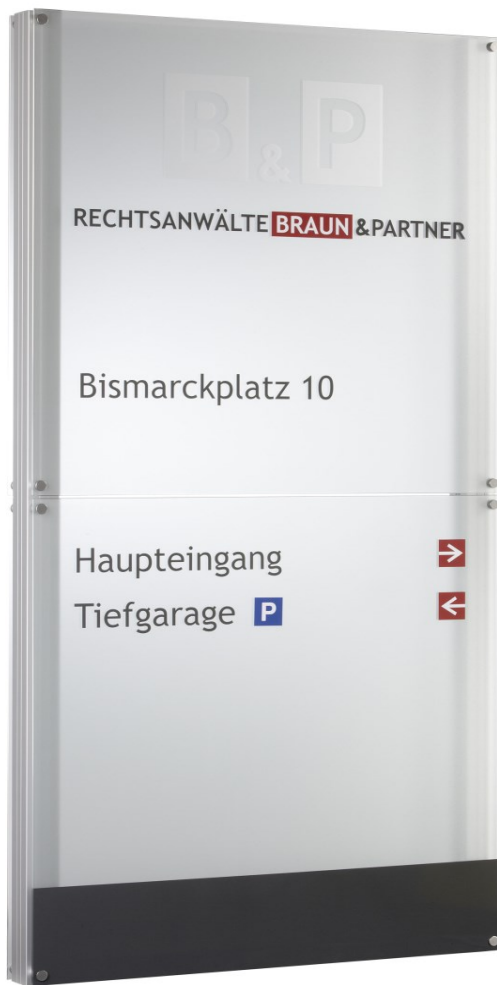 B&P
RECHTSANWÄLTE BRAUN &PARTNER
Bismarckplatz 10
Haupteingang →
Tiefgarage P ←